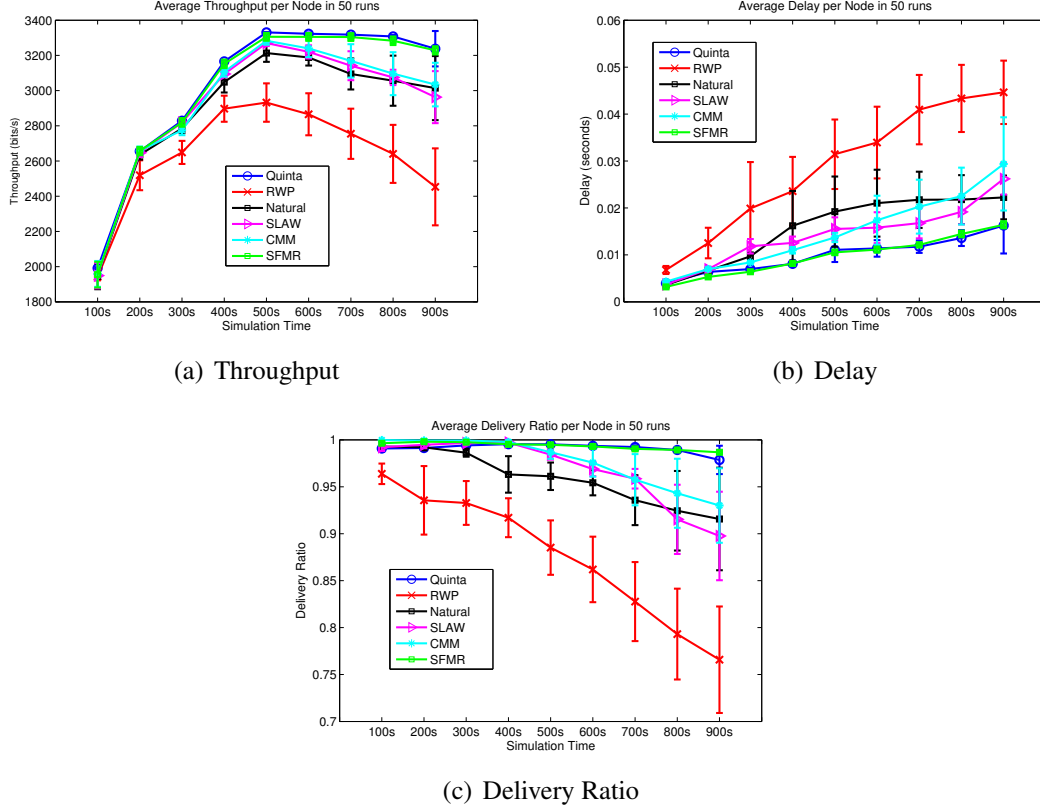 Average Throughput per Node in 50 runs
3400
3200
3000
2800
2600
2400
2200
2000
1800
Throughput (bits/s)
Quinta
RWP
Natural
SLAW
CMM
SFMR
100s 200s 300s 400s 500s 600s 700s 800s 900s
Simulation Time
(a) Throughput
Average Delay per Node in 50 runs
0.06
0.05
0.04
0.03
0.02
0.01
0
Delay (seconds)
Quinta
RWP
Natural
SLAW
CMM
SFMR
100s 200s 300s 400s 500s 600s 700s 800s 900s
Simulation Time
(b) Delay
Average Delivery Ratio per Node in 50 runs
1
0.95
0.9
0.85
0.8
0.75
0.7
Delivery Ratio
Quinta
RWP
Natural
SLAW
CMM
SFMR
100s 200s 300s 400s 500s 600s 700s 800s 900s
Simulation Time
(c) Delivery Ratio